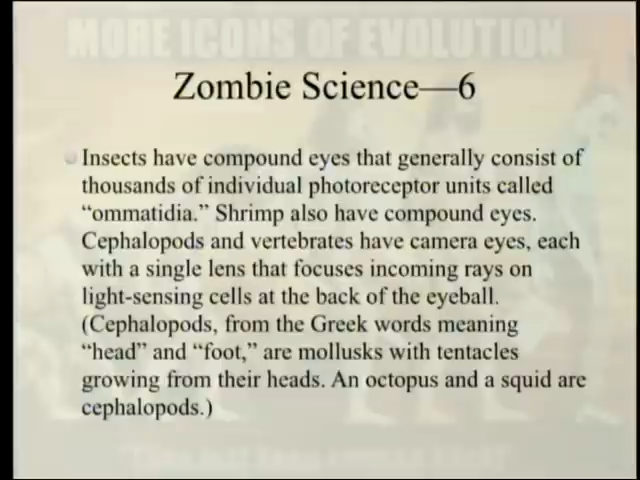 MORE ICONS OF EVOLUTION
Zombie Science—6
Insects have compound eyes that generally consist of
thousands of individual photoreceptor units called
“ommatidia.” Shrimp also have compound eyes.
Cephalopods and vertebrates have camera eyes, each
with a single lens that focuses incoming rays on
light-sensing cells at the back of the eyeball.
(Cephalopods, from the Greek words meaning
“head” and “foot,” are mollusks with tentacles
growing from their heads. An octopus and a squid are
cephalopods.)